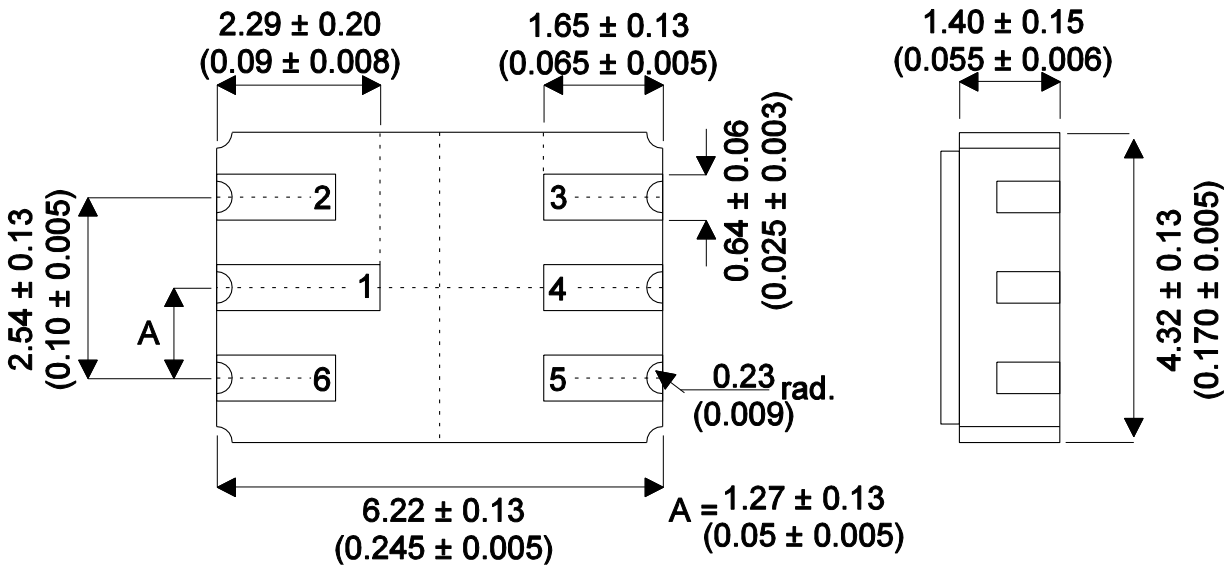 2.29 ± 0.20
(0.09 ± 0.008)
1.65 ± 0.13
(0.065 ± 0.005)
1.40 ± 0.15
(0.055 ± 0.006)
0.64 ± 0.06
(0.025 ± 0.003)
2
3
2.54 ± 0.13
(0.10 ± 0.005)
1
4
A
6
5
0.23 rad.
(0.009)
4.32 ± 0.13
(0.170 ± 0.005)
6.22 ± 0.13
(0.245 ± 0.005)
A = 1.27 ± 0.13
(0.05 ± 0.005)